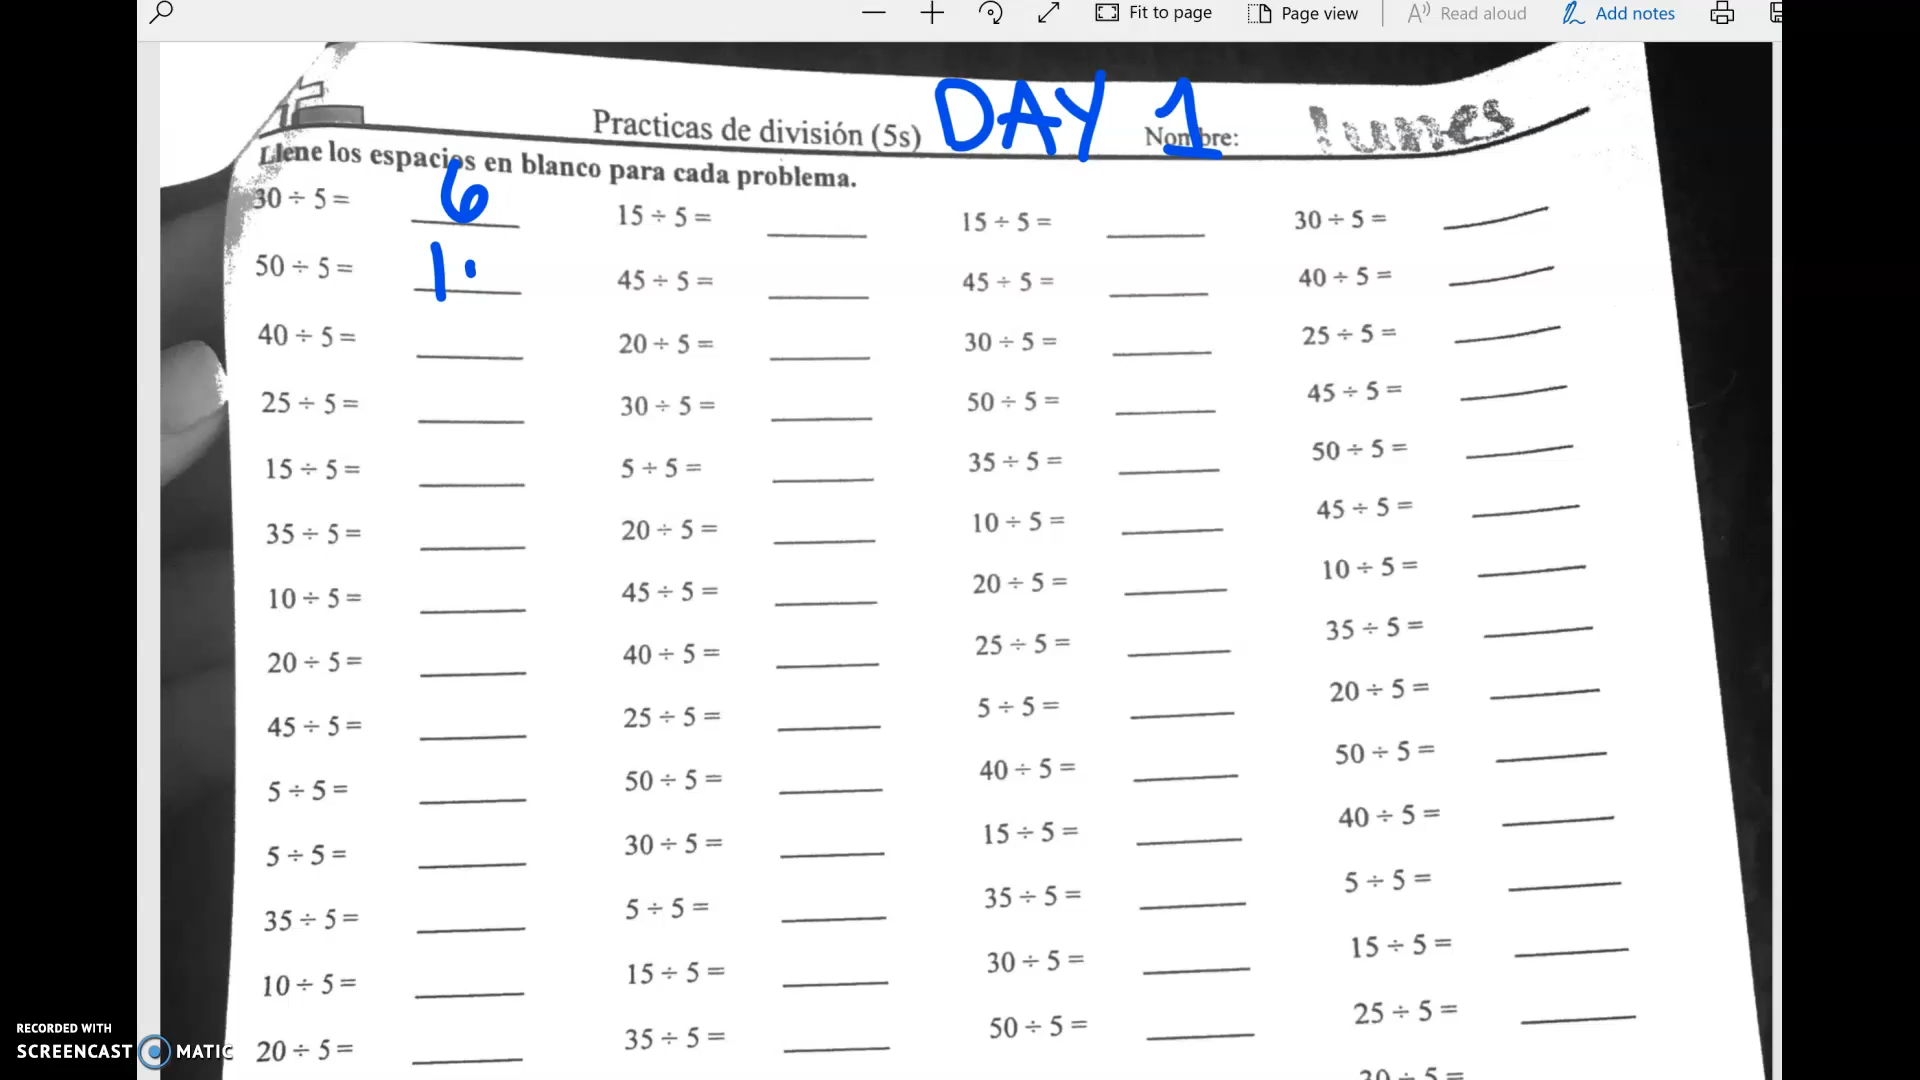 Fit to page Page view Read aloud Add notes
Practicas de división (5s) DAY 1 Nombre: lunes
Llene los espacios en blanco para cada problema.
30 ÷ 5 = 6 15 ÷ 5 = 15 ÷ 5 = 30 ÷ 5 =
50 ÷ 5 = 1 45 ÷ 5 = 45 ÷ 5 = 40 ÷ 5 =
40 ÷ 5 = 20 ÷ 5 = 30 ÷ 5 = 25 ÷ 5 =
25 ÷ 5 = 30 ÷ 5 = 50 ÷ 5 = 45 ÷ 5 =
15 ÷ 5 = 5 ÷ 5 = 35 ÷ 5 = 50 ÷ 5 =
35 ÷ 5 = 20 ÷ 5 = 10 ÷ 5 = 45 ÷ 5 =
10 ÷ 5 = 45 ÷ 5 = 20 ÷ 5 = 10 ÷ 5 =
20 ÷ 5 = 40 ÷ 5 = 25 ÷ 5 = 35 ÷ 5 =
45 ÷ 5 = 25 ÷ 5 = 5 ÷ 5 = 20 ÷ 5 =
5 ÷ 5 = 50 ÷ 5 = 40 ÷ 5 = 50 ÷ 5 =
5 ÷ 5 = 30 ÷ 5 = 15 ÷ 5 = 40 ÷ 5 =
35 ÷ 5 = 5 ÷ 5 = 35 ÷ 5 = 5 ÷ 5 =
10 ÷ 5 = 15 ÷ 5 = 30 ÷ 5 = 15 ÷ 5 =
20 ÷ 5 = 35 ÷ 5 = 50 ÷ 5 = 25 ÷ 5 =
30 ÷ 5 =
RECORDED WITH
SCREENCAST MATIC